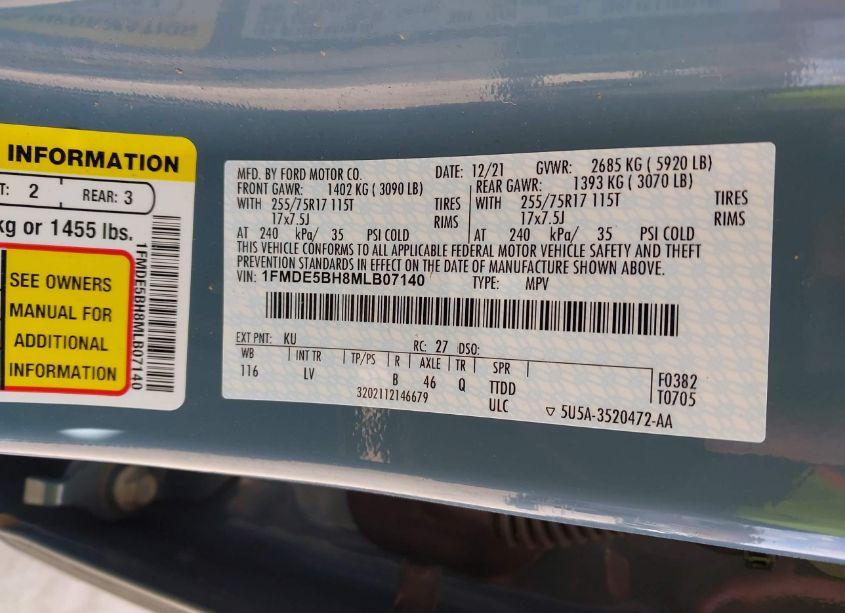 INFORMATION
T: 2
REAR: 3
kg or 1455 lbs.
SEE OWNERS
MANUAL FOR
ADDITIONAL
INFORMATION
1FMDE5BH8MLB07140
MFD. BY FORD MOTOR CO. DATE: 12/21 GVWR: 2685 KG ( 5920 LB)
FRONT GAWR: 1402 KG ( 3090 LB) REAR GAWR: 1393 KG ( 3070 LB)
WITH 255/75R17 115T TIRES WITH 255/75R17 115T TIRES
17x7.5J RIMS 17x7.5J RIMS
AT 240 kPa/ 35 PSI COLD AT 240 kPa/ 35 PSI COLD
THIS VEHICLE CONFORMS TO ALL APPLICABLE FEDERAL MOTOR VEHICLE SAFETY AND THEFT
PREVENTION STANDARDS IN EFFECT ON THE DATE OF MANUFACTURE SHOWN ABOVE.
VIN: 1FMDE5BH8MLB07140 TYPE: MPV
EXT PNT: KU RC: 27 DSO:
WB INT TR TP/PS R AXLE TR SPR
116 LV B 46 Q TTDD F0382
3202112146679 ULC T0705
5U5A-3520472-AA